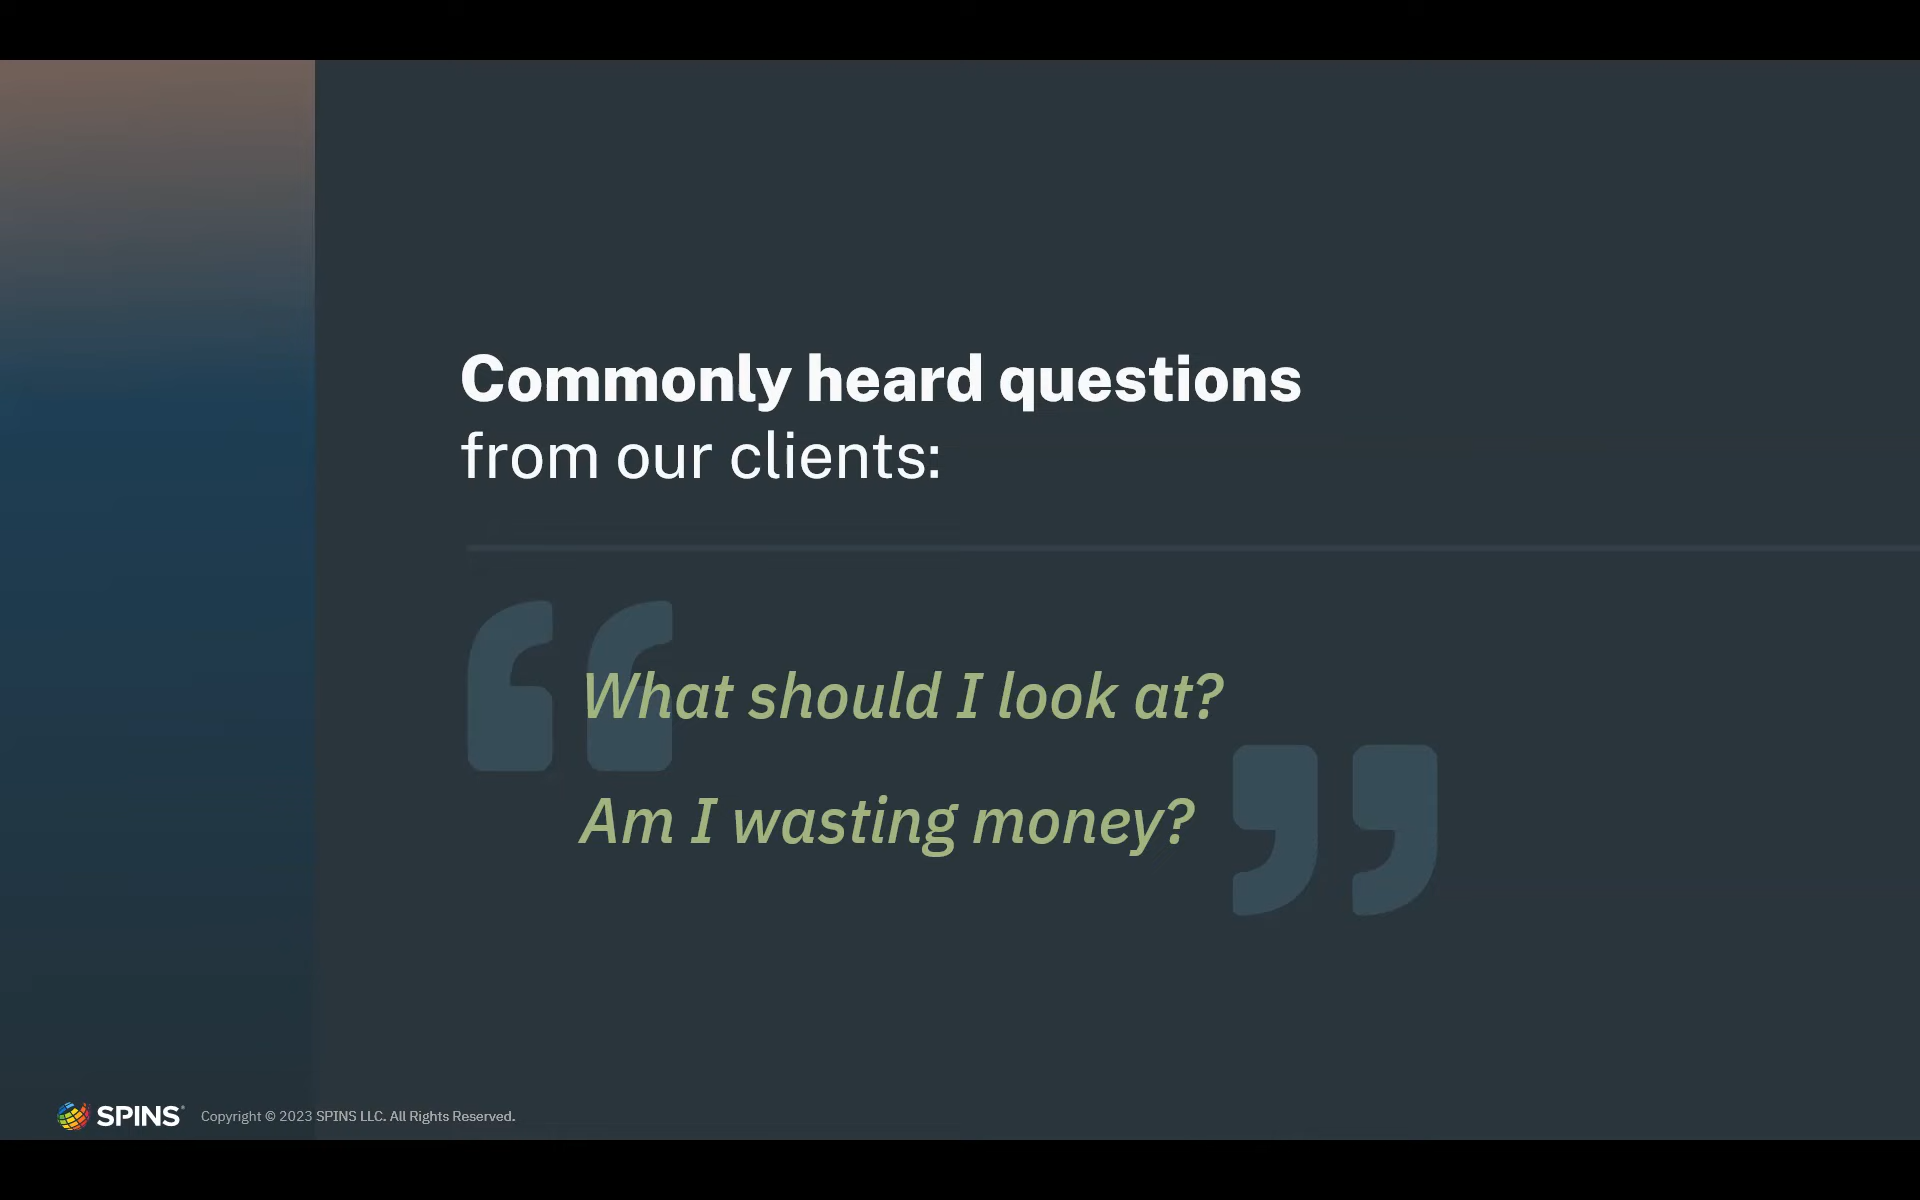 Commonly heard questions
from our clients:
What should I look at?
Am I wasting money?
SPINS® Copyright © 2023 SPINS LLC. All Rights Reserved.